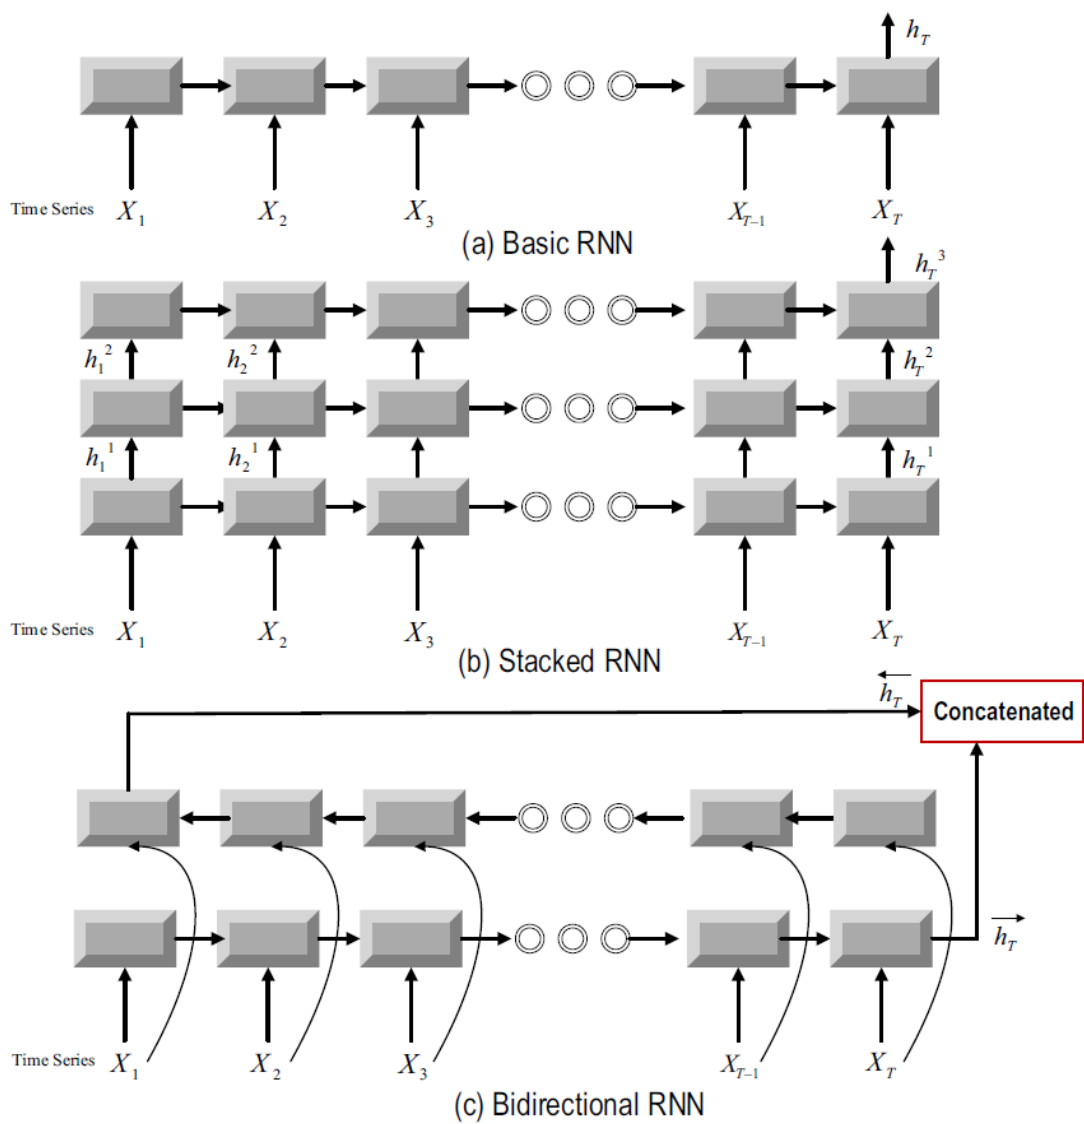 h_T
Time Series X_1 X_2 X_3 X_{T-1} X_T
(a) Basic RNN
h_T^3
h_1^2 h_2^2 h_T^2
h_1^1 h_2^1 h_T^1
Time Series X_1 X_2 X_3 X_{T-1} X_T
(b) Stacked RNN
\overleftarrow{h_T} Concatenated
\overrightarrow{h_T}
Time Series X_1 X_2 X_3 X_{T-1} X_T
(c) Bidirectional RNN